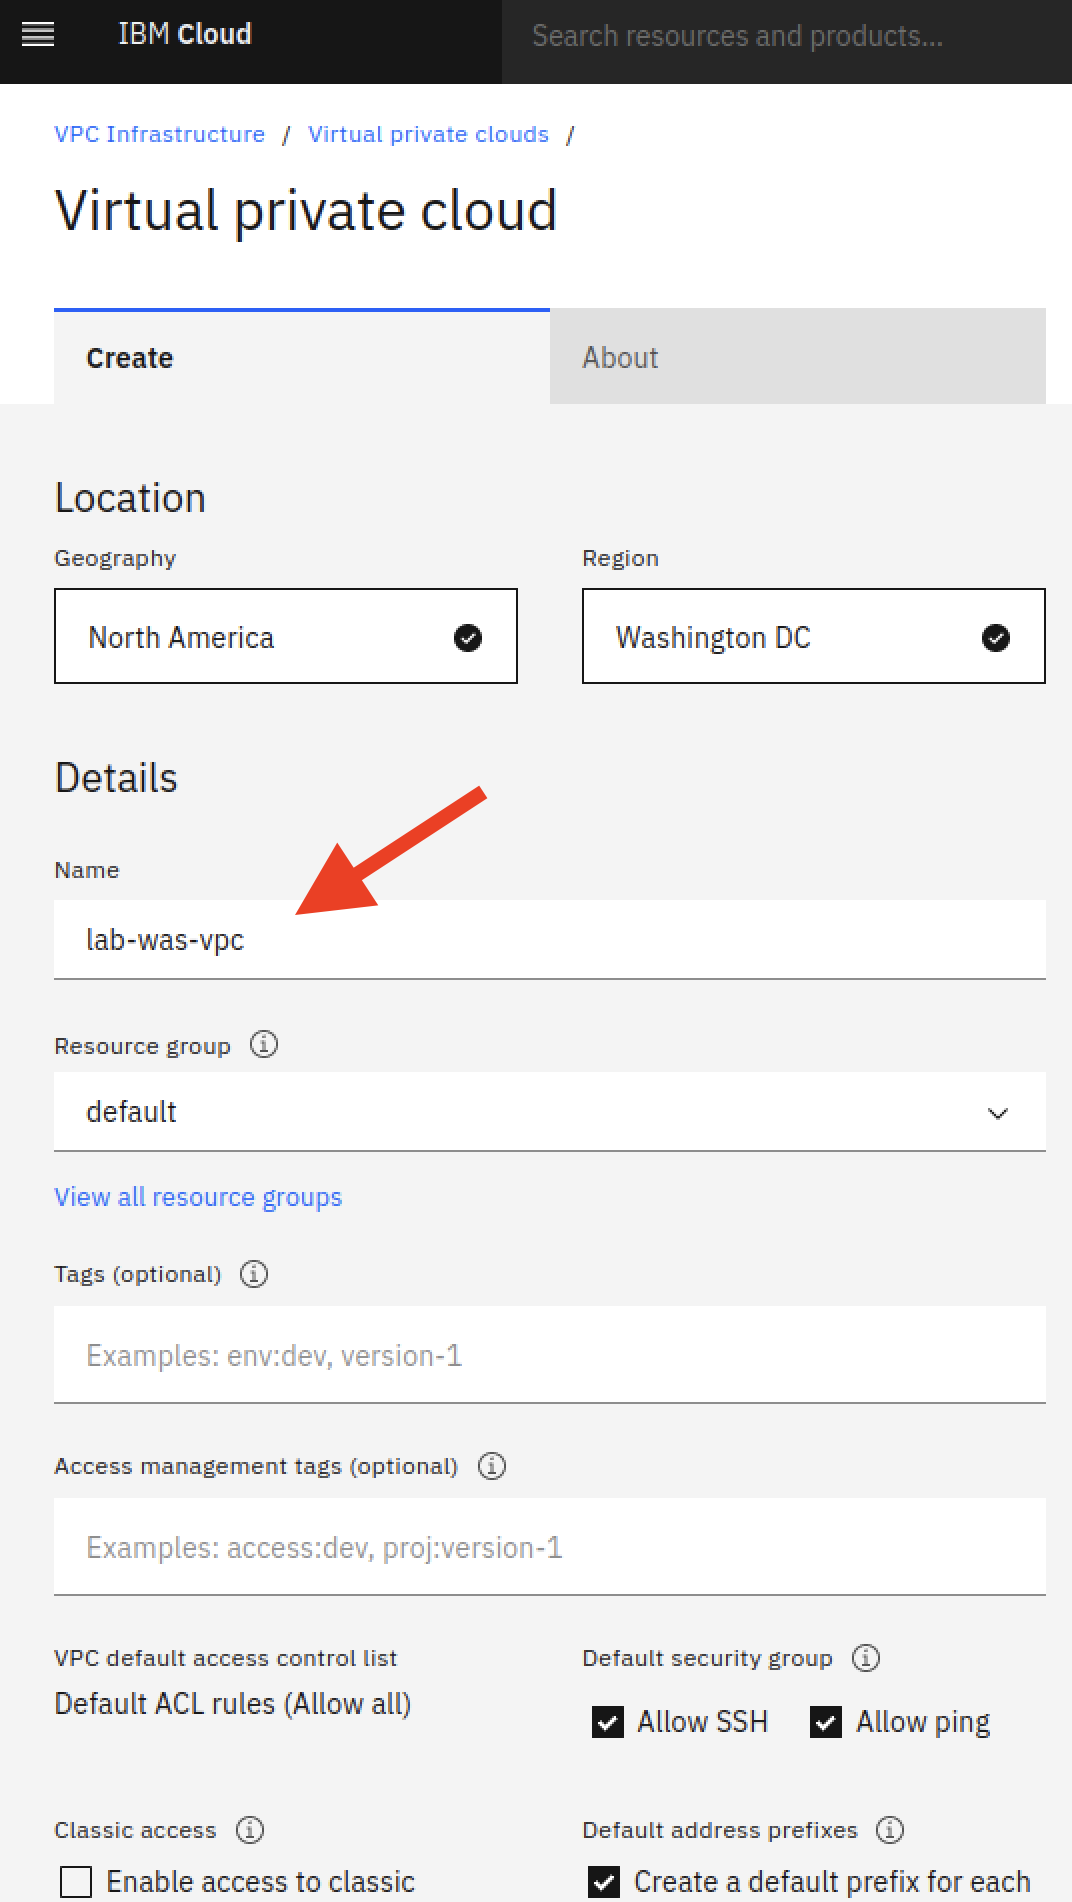 IBM Cloud
Search resources and products...
VPC Infrastructure / Virtual private clouds /
Virtual private cloud
Create
About
Location
Geography
Region
North America
Washington DC
Details
Name
lab-was-vpc
Resource group
default
View all resource groups
Tags (optional)
Examples: env:dev, version-1
Access management tags (optional)
Examples: access:dev, proj:version-1
VPC default access control list
Default ACL rules (Allow all)
Default security group
Allow SSH
Allow ping
Classic access
Enable access to classic
Default address prefixes
Create a default prefix for each